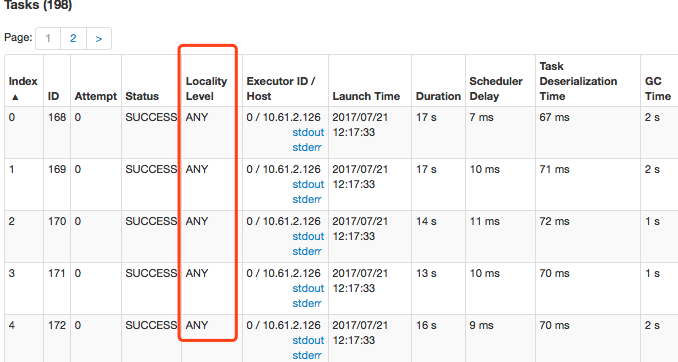 Tasks (198)
Page: 1 2 >
Index ▲ ID Attempt Status Locality Level Executor ID / Host Launch Time Duration Scheduler Delay Task Deserialization Time GC Time
0 168 0 SUCCESS ANY 0 / 10.61.2.126 2017/07/21 17 s 7 ms 67 ms 2 s
stdout 12:17:33
stderr
1 169 0 SUCCESS ANY 0 / 10.61.2.126 2017/07/21 17 s 10 ms 71 ms 2 s
stdout 12:17:33
stderr
2 170 0 SUCCESS ANY 0 / 10.61.2.126 2017/07/21 14 s 11 ms 72 ms 1 s
stdout 12:17:33
stderr
3 171 0 SUCCESS ANY 0 / 10.61.2.126 2017/07/21 13 s 10 ms 70 ms 1 s
stdout 12:17:33
stderr
4 172 0 SUCCESS ANY 0 / 10.61.2.126 2017/07/21 16 s 9 ms 70 ms 2 s
stdout 12:17:33
stderr